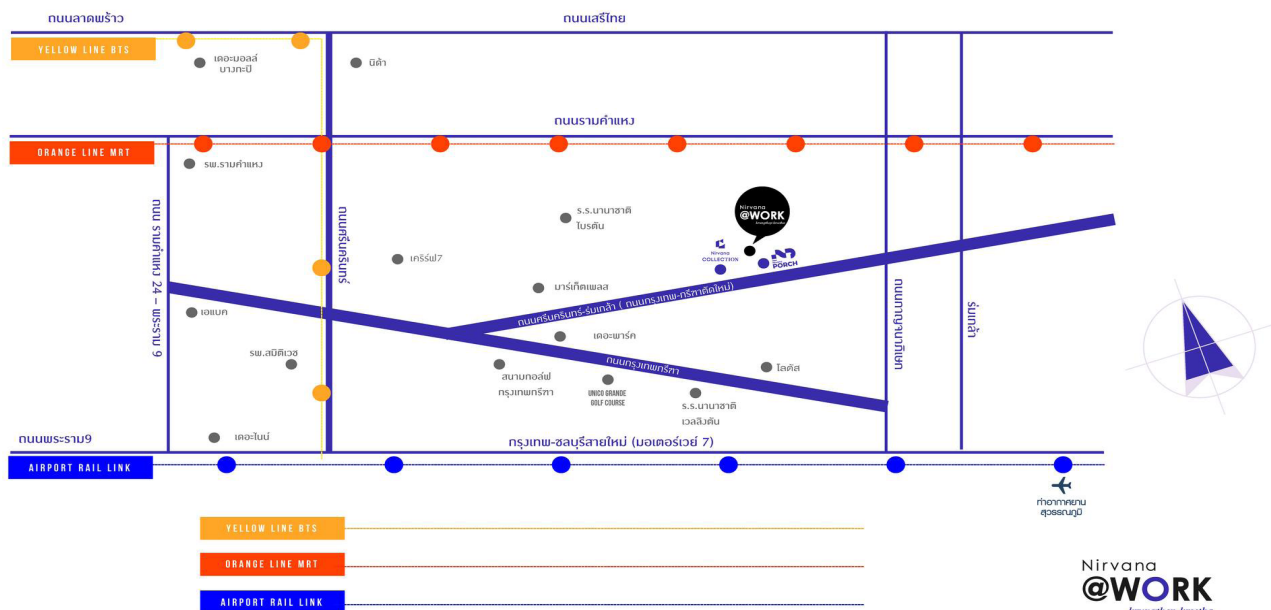 ถนนลาดพร้าว
ถนนเสรีไทย
YELLOW LINE BTS
เดอะมอลล์
บางกะปิ
นิด้า
ถนนรามคำแหง
ORANGE LINE MRT
รพ.รามคำแหง
ถนน รามคำแหง 24 – พระราม 9
ถนนศรีนครินทร์
ร.ร.นานาชาติ
ไบรตัน
Nirvana
@WORK
Nirvana
COLLECTION
PORCH
เครีร์ฟ7
มาร์เก็ตเพลส
ถนนศรีนครินทร์-ร่มเกล้า ( ถนนกรุงเทพ-กรีฑาตัดใหม่)
ถนนกาญจนาภิเษก
ร่มเกล้า
เอแบค
เดอะพาร์ค
ถนนกรุงเทพกรีฑา
รพ.สมิติเวช
สนามกอล์ฟ
กรุงเทพกรีฑา
UNICO GRANDE
GOLF COURSE
โลตัส
ร.ร.นานาชาติ
เวลลิงตัน
ถนนพระราม9
เดอะไนน์
กรุงเทพ-ชลบุรีสายใหม่ (มอเตอร์เวย์ 7)
AIRPORT RAIL LINK
ท่าอากาศยาน
สุวรรณภูมิ
YELLOW LINE BTS
ORANGE LINE MRT
AIRPORT RAIL LINK
Nirvana
@WORK